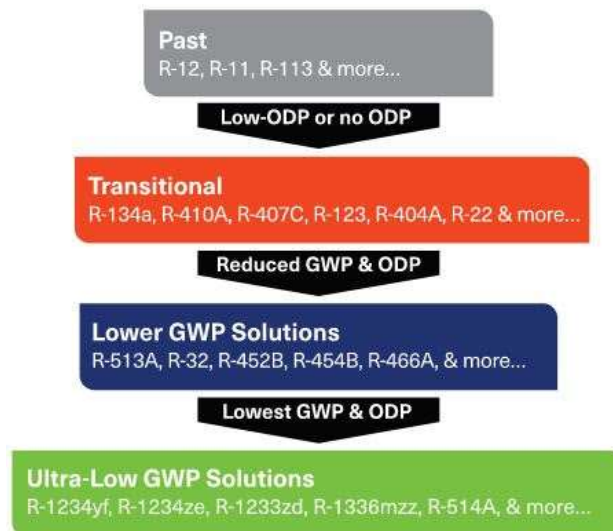 Past
R-12, R-11, R-113 & more...
Low-ODP or no ODP
Transitional
R-134a, R-410A, R-407C, R-123, R-404A, R-22 & more...
Reduced GWP & ODP
Lower GWP Solutions
R-513A, R-32, R-452B, R-454B, R-466A, & more...
Lowest GWP & ODP
Ultra-Low GWP Solutions
R-1234yf, R-1234ze, R-1233zd, R-1336mzz, R-514A, & more...